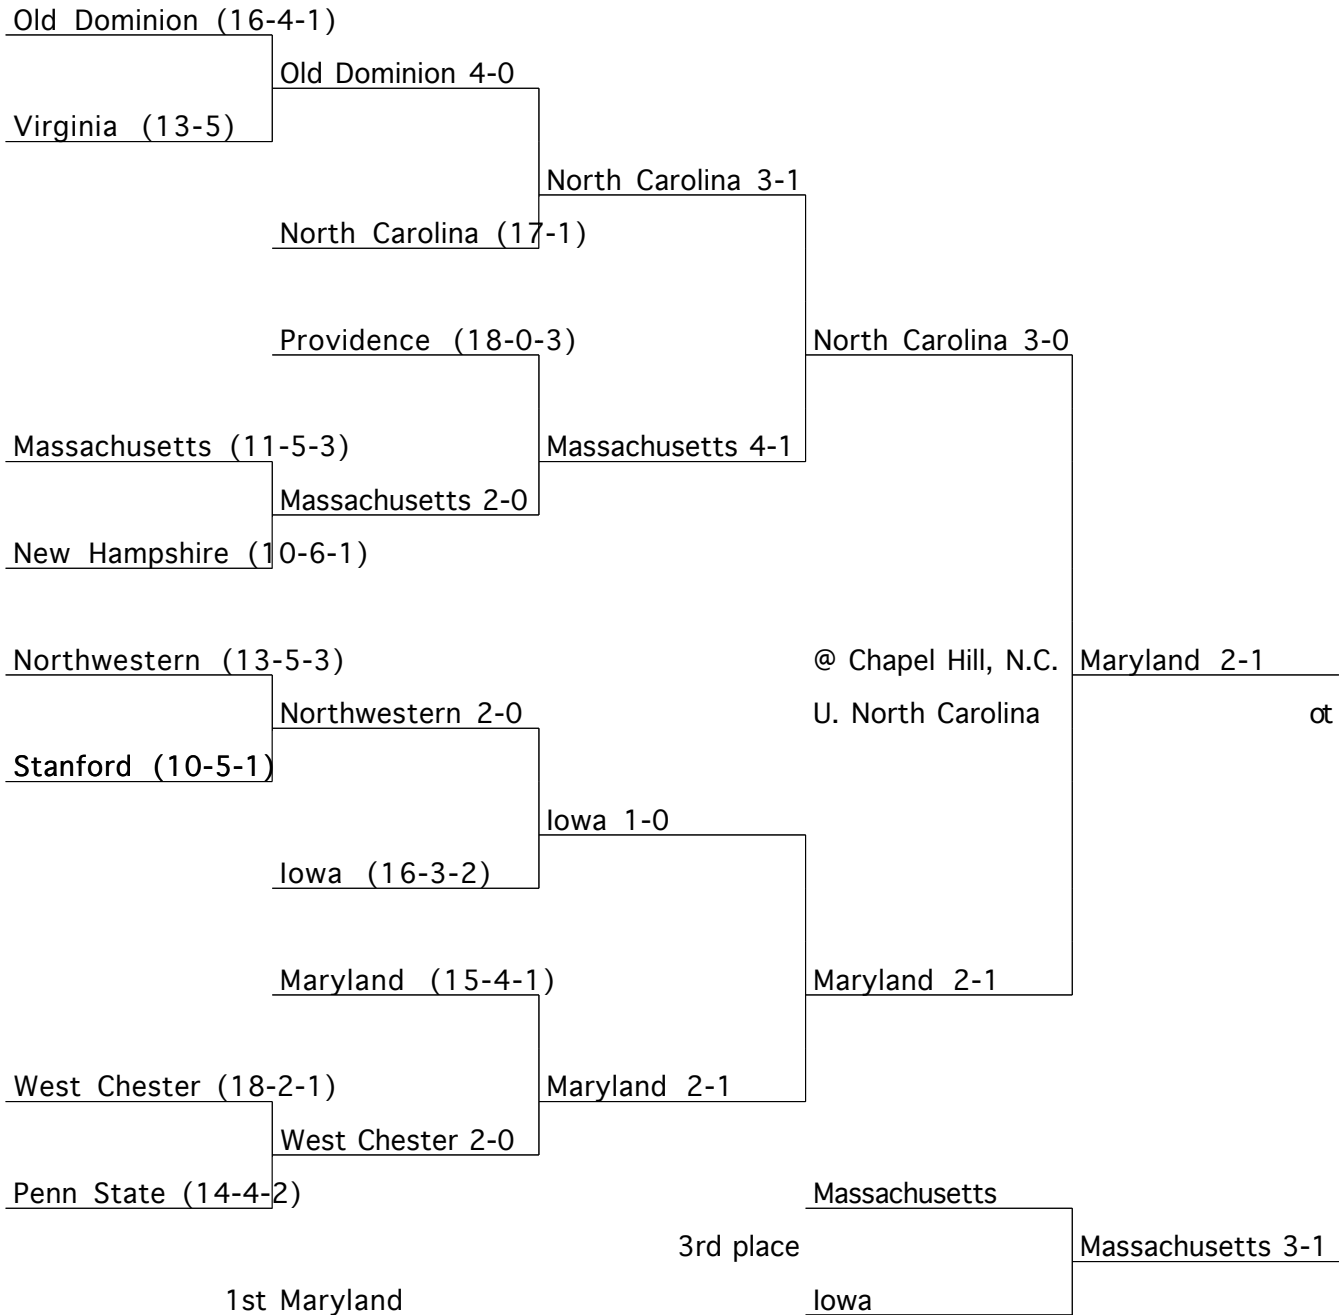 Old Dominion (16-4-1)
Old Dominion 4-0
Virginia (13-5)
North Carolina 3-1
North Carolina (17-1)
Providence (18-0-3)
North Carolina 3-0
Massachusetts (11-5-3)
Massachusetts 4-1
Massachusetts 2-0
New Hampshire (10-6-1)
Northwestern (13-5-3)
@ Chapel Hill, N.C.
Maryland 2-1
Northwestern 2-0
U. North Carolina
ot
Stanford (10-5-1)
Iowa 1-0
Iowa (16-3-2)
Maryland (15-4-1)
Maryland 2-1
West Chester (18-2-1)
Maryland 2-1
West Chester 2-0
Penn State (14-4-2)
Massachusetts
3rd place
Massachusetts 3-1
1st Maryland
Iowa